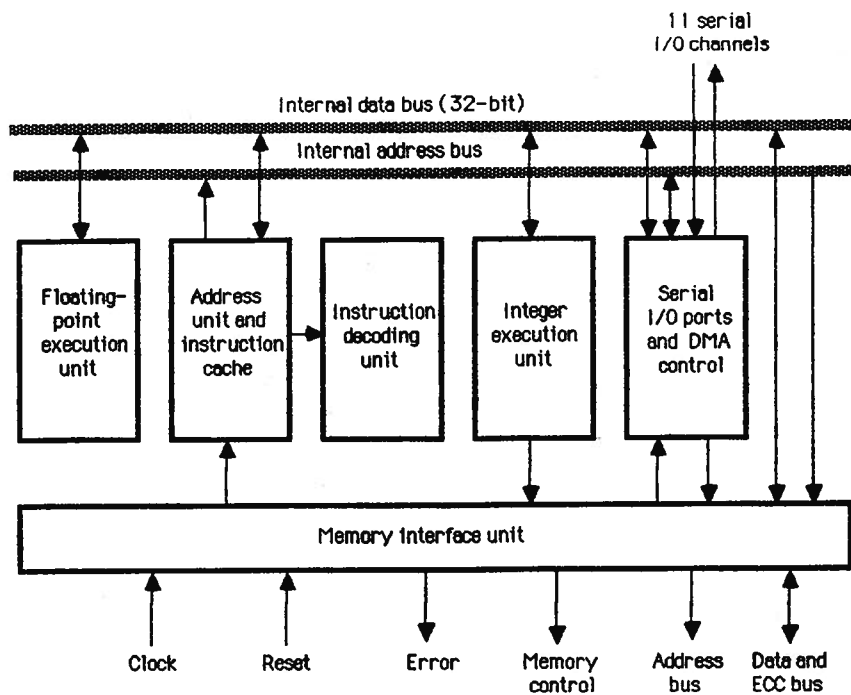 11 serial
I/O channels
Internal data bus (32-bit)
Internal address bus
Floating-
point
execution
unit
Address
unit and
instruction
cache
Instruction
decoding
unit
Integer
execution
unit
Serial
I/O ports
and DMA
control
Memory interface unit
Clock
Reset
Error
Memory
control
Address
bus
Data and
ECC bus